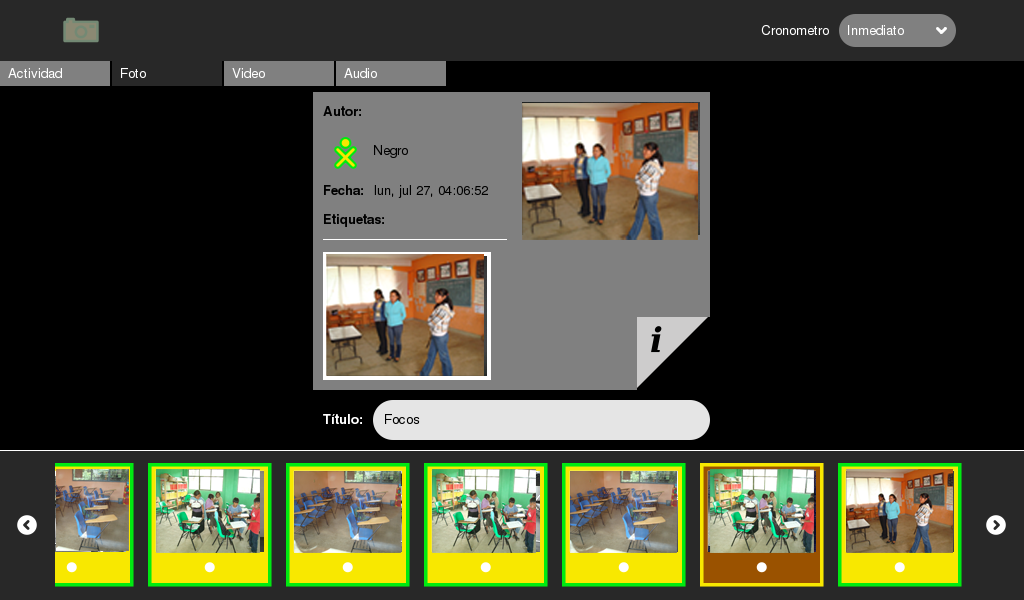 Cronometro
Inmediato
Actividad
Foto
Video
Audio
Autor:
Negro
Fecha: lun, jul 27, 04:06:52
Etiquetas:
i
Título: Focos